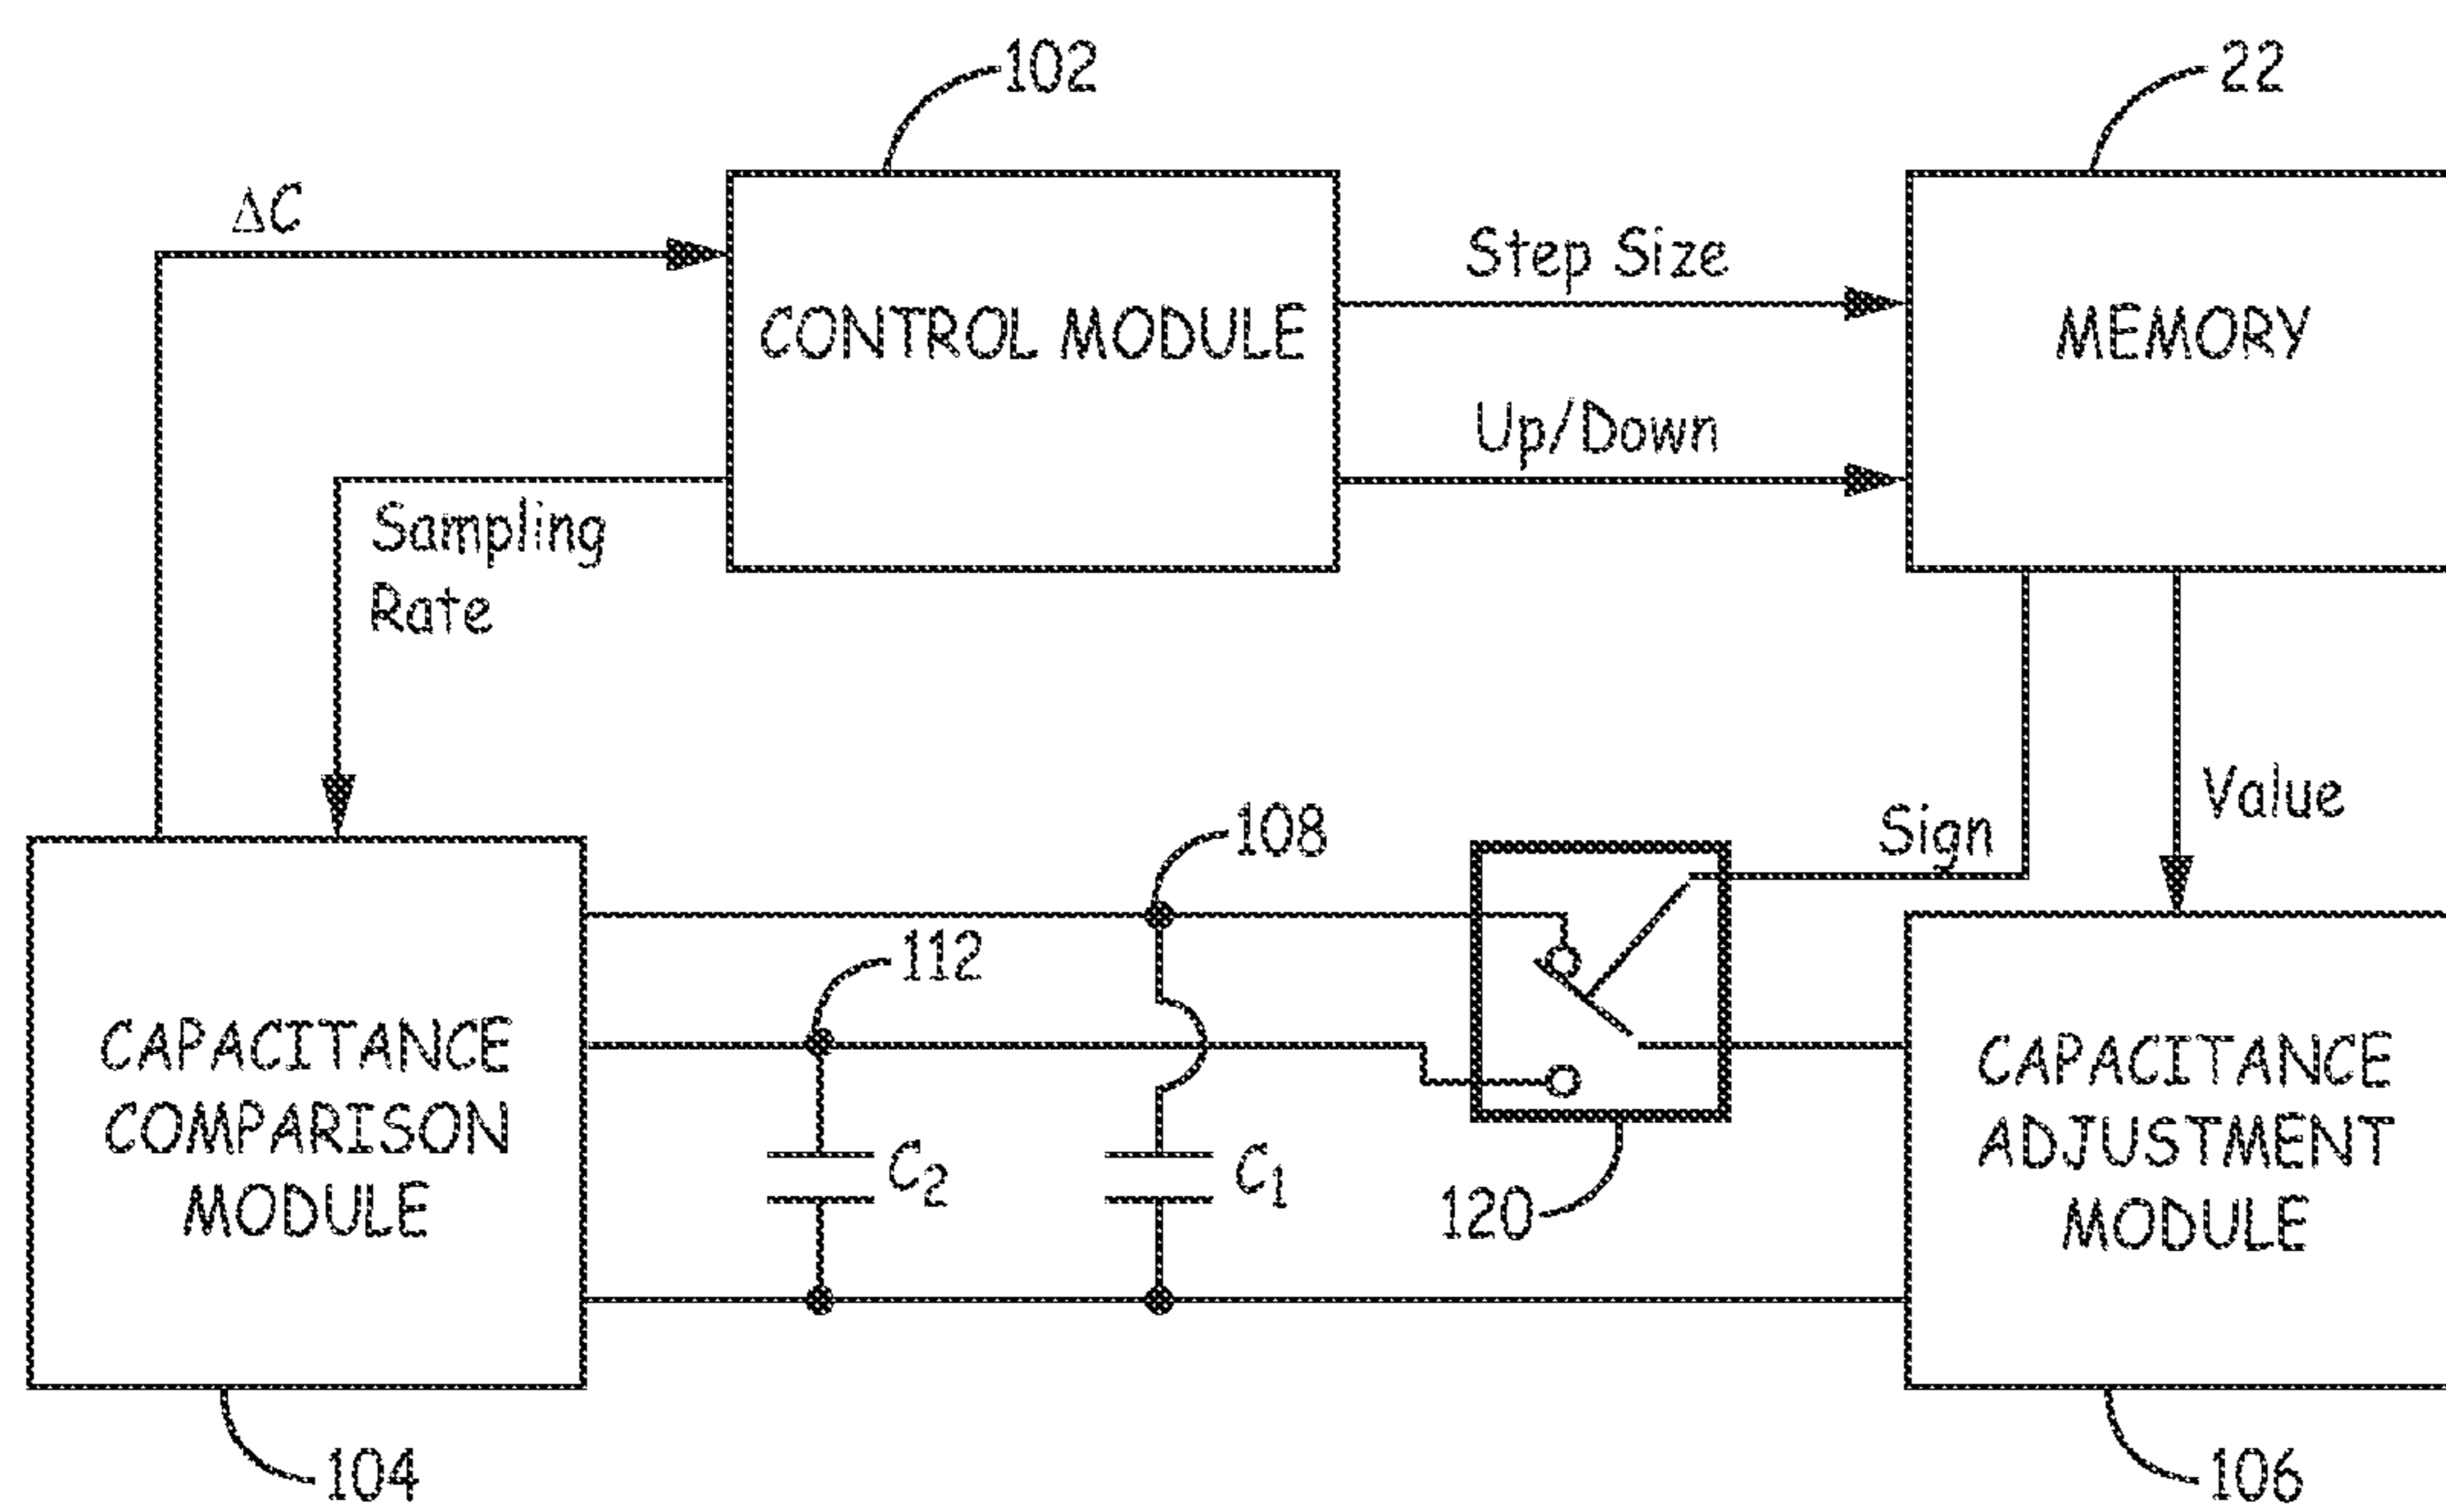 102
22
ΔC
Step Size
CONTROL MODULE
MEMORY
Up/Down
Sampling
Rate
Value
Sign
108
112
CAPACITANCE
COMPARISON
MODULE
C2
C1
120
CAPACITANCE
ADJUSTMENT
MODULE
104
106